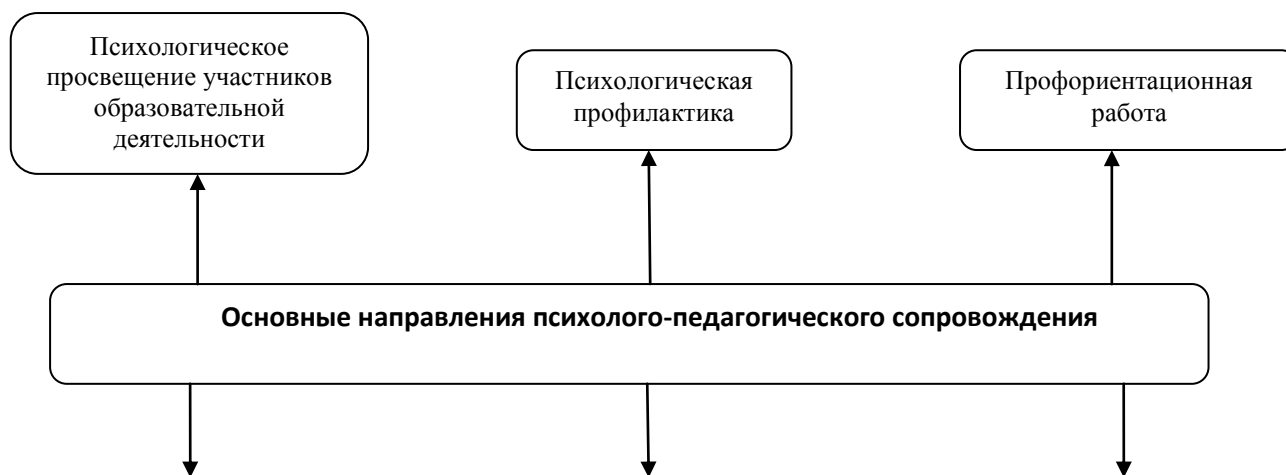 Психологическое
просвещение участников
образовательной
деятельности
Психологическая
профилактика
Профориентационная
работа
Основные направления психолого-педагогического сопровождения